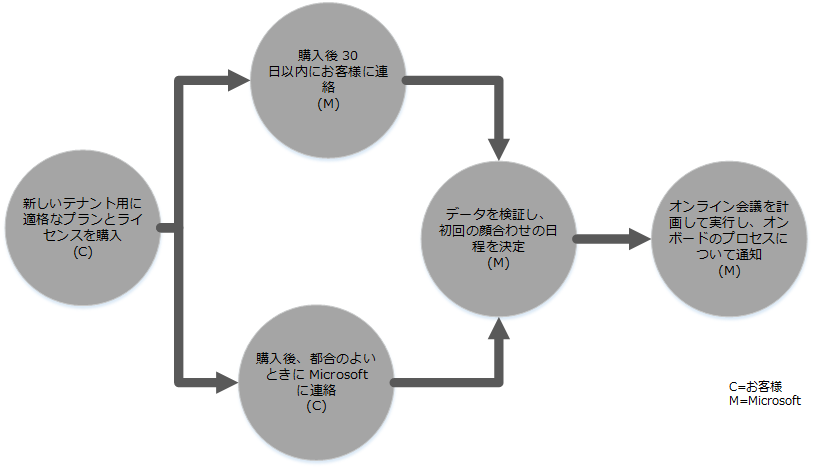 新しいテナント用に
適格なプランとライ
センスを購入
(C)
購入後 30
日以内にお客様に連
絡
(M)
購入後、都合のよい
ときに Microsoft
に連絡
(C)
データを検証し、
初回の顔合わせの日
程を決定
(M)
オンライン会議を計
画して実行し、オン
ボードのプロセスに
ついて通知
(M)
C=お客様
M=Microsoft